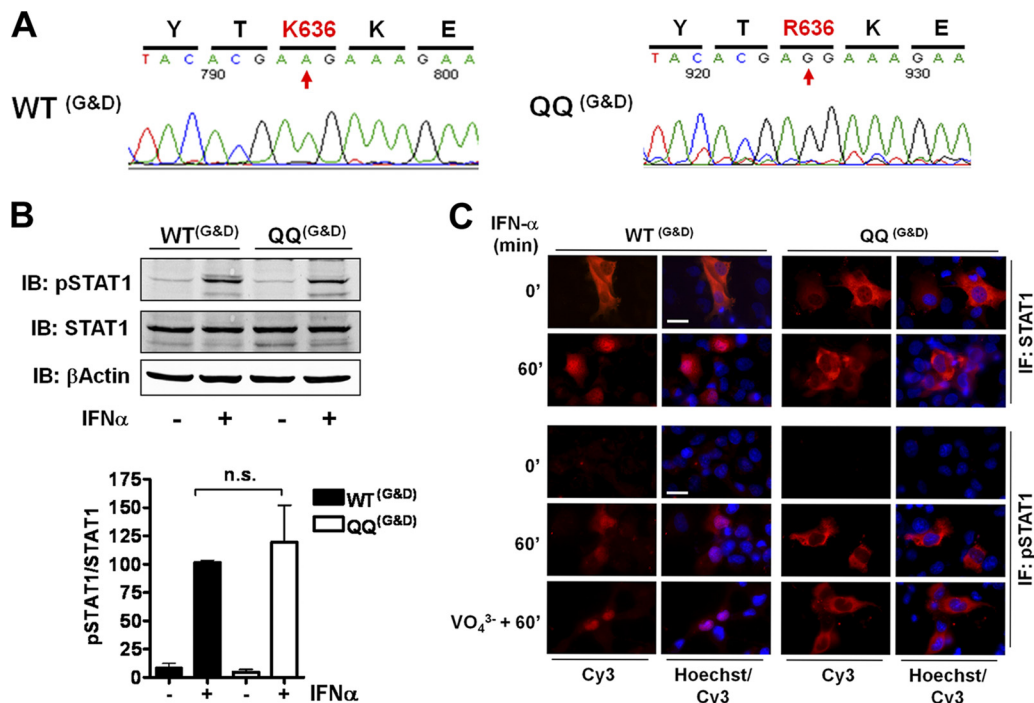 A
Y T K636 K E
T A C A C G A A G A A A G A A
790 800
WT (G&D)
Y T R636 K E
T A C A C G A G G A A A G A A
920 930
QQ (G&D)
B
WT(G&D) QQ(G&D)
IB: pSTAT1
IB: STAT1
IB: βActin
IFNα - + - +
n.s.
175
150
125
100
75
50
25
0
pSTAT1/STAT1
WT(G&D)
QQ(G&D)
- + - + IFNα
C
IFN-α
(min)
WT (G&D) QQ (G&D)
0’
60’
IF: STAT1
0’
60’
VO₄³⁻ + 60’
IF: pSTAT1
Cy3 Hoechst/ Cy3 Hoechst/
Cy3 Cy3